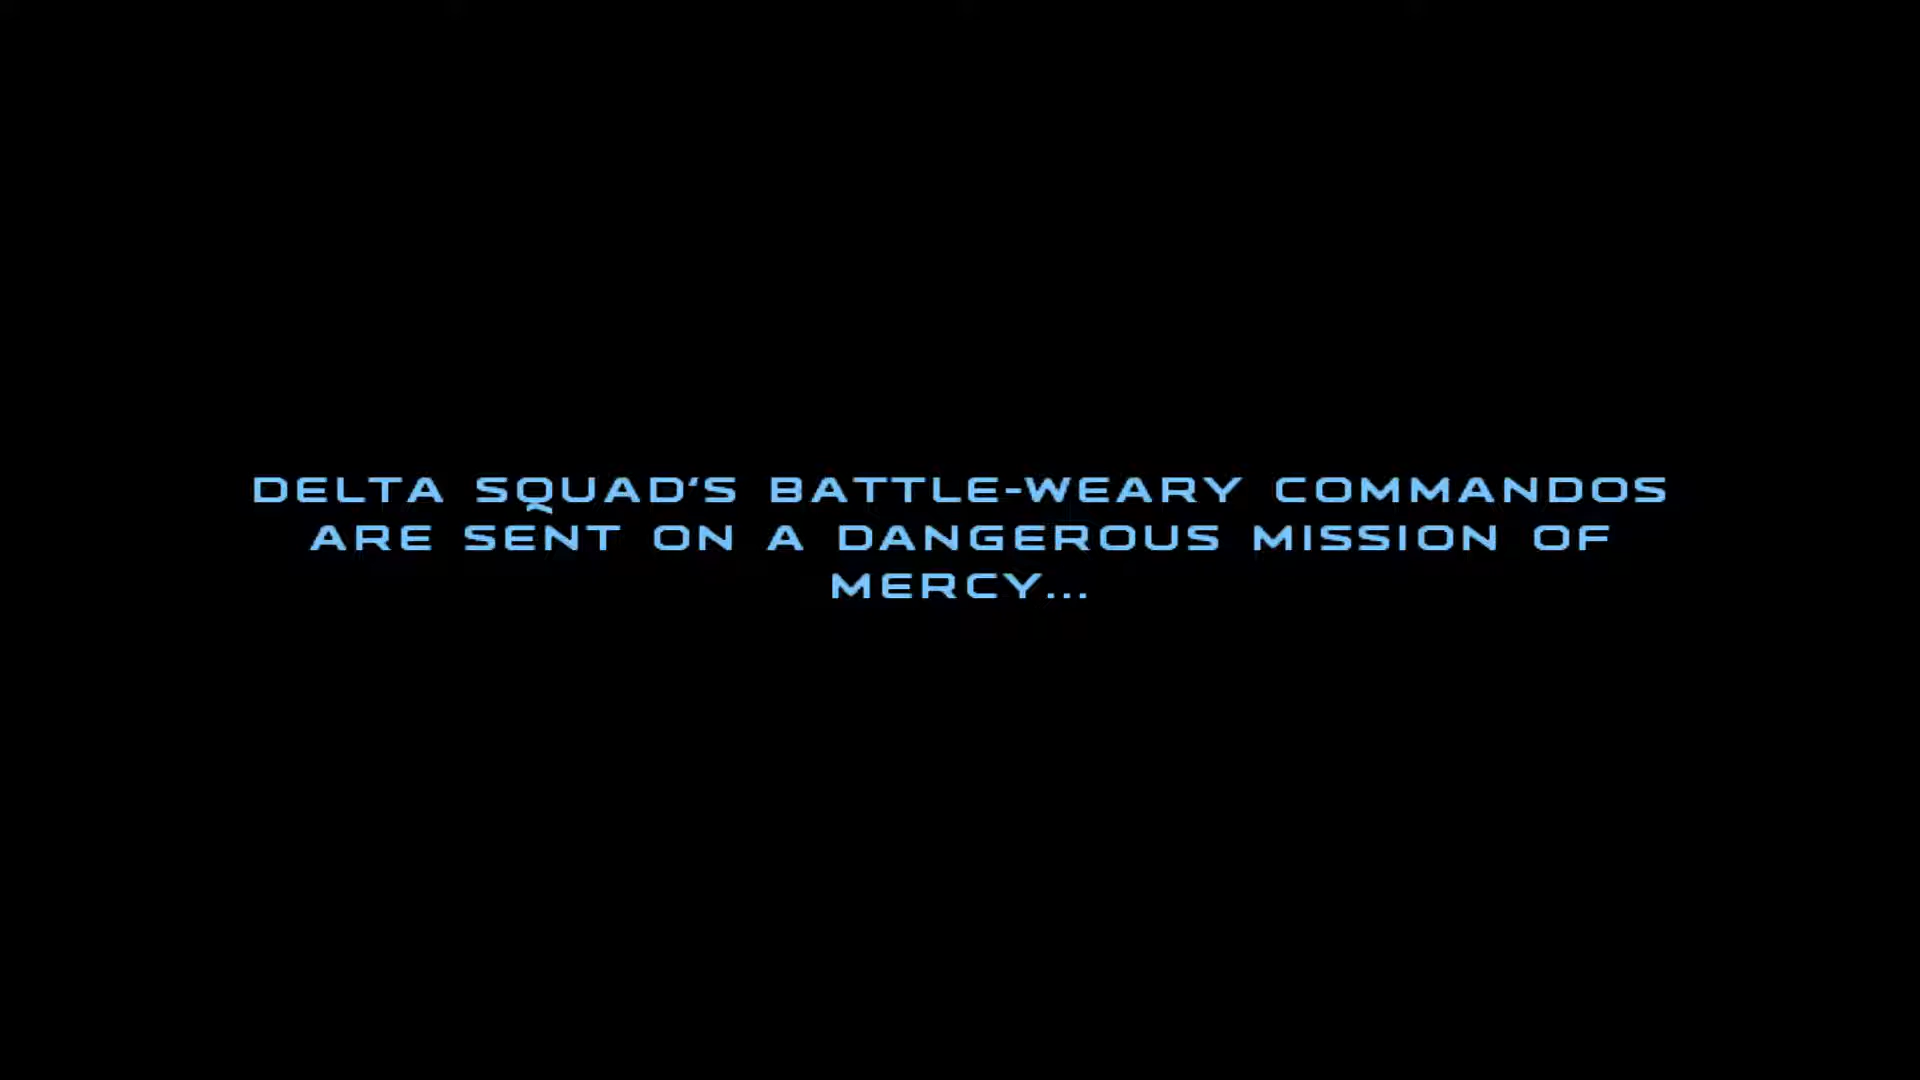 DELTA SQUAD'S BATTLE-WEARY COMMANDOS
ARE SENT ON A DANGEROUS MISSION OF
MERCY...